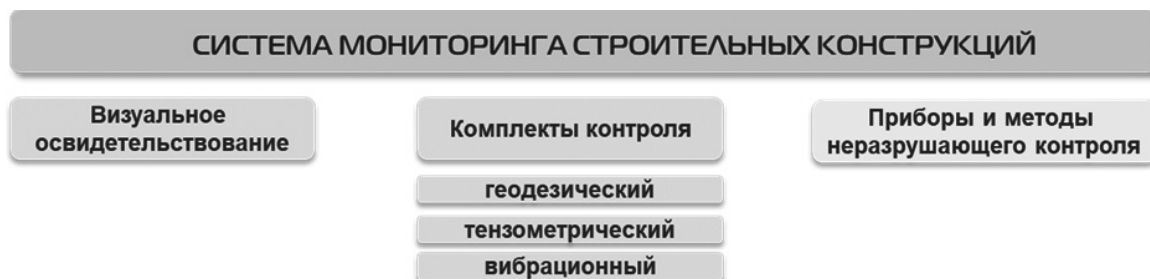 СИСТЕМА МОНИТОРИНГА СТРОИТЕЛЬНЫХ КОНСТРУКЦИЙ
Визуальное
освидетельствование
Комплекты контроля
геодезический
тензометрический
вибрационный
Приборы и методы
неразрушающего контроля